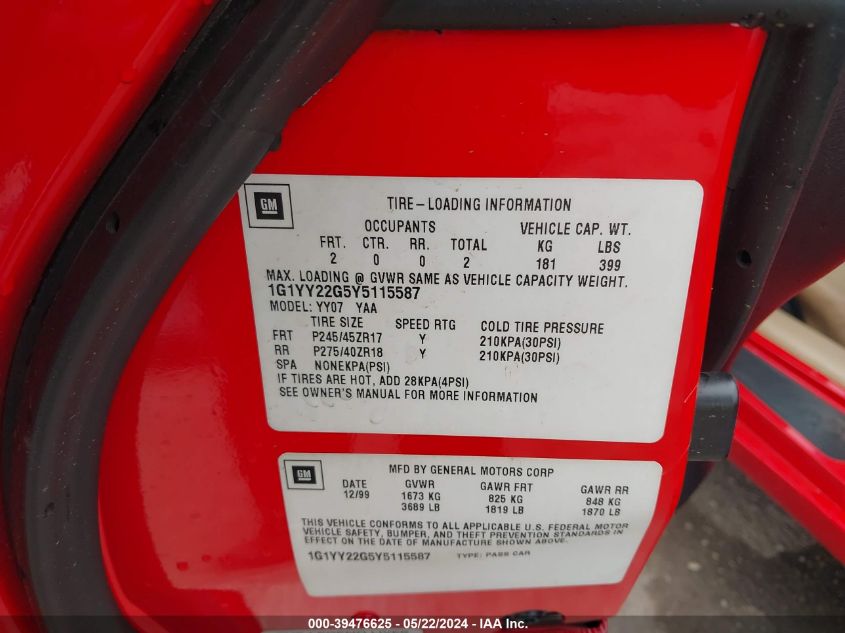 GM
TIRE-LOADING INFORMATION
OCCUPANTS VEHICLE CAP. WT.
FRT. CTR. RR. TOTAL KG LBS
2 0 0 2 181 399
MAX. LOADING @ GVWR SAME AS VEHICLE CAPACITY WEIGHT.
1G1YY22G5Y5115587
MODEL: YY07 YAA
TIRE SIZE SPEED RTG COLD TIRE PRESSURE
FRT P245/45ZR17 Y 210KPA(30PSI)
RR P275/40ZR18 Y 210KPA(30PSI)
SPA NONEKPA(PSI)
IF TIRES ARE HOT, ADD 28KPA(4PSI)
SEE OWNER'S MANUAL FOR MORE INFORMATION
GM
MFD BY GENERAL MOTORS CORP
DATE GVWR GAWR FRT GAWR RR
12/99 1673 KG 825 KG 848 KG
3689 LB 1819 LB 1870 LB
THIS VEHICLE CONFORMS TO ALL APPLICABLE U.S. FEDERAL MOTOR
VEHICLE SAFETY, BUMPER, AND THEFT PREVENTION STANDARDS IN
EFFECT ON THE DATE OF MANUFACTURE SHOWN ABOVE.
1G1YY22G5Y5115587 TYPE: PASS CAR
000-39476625 - 05/22/2024 - IAA Inc.